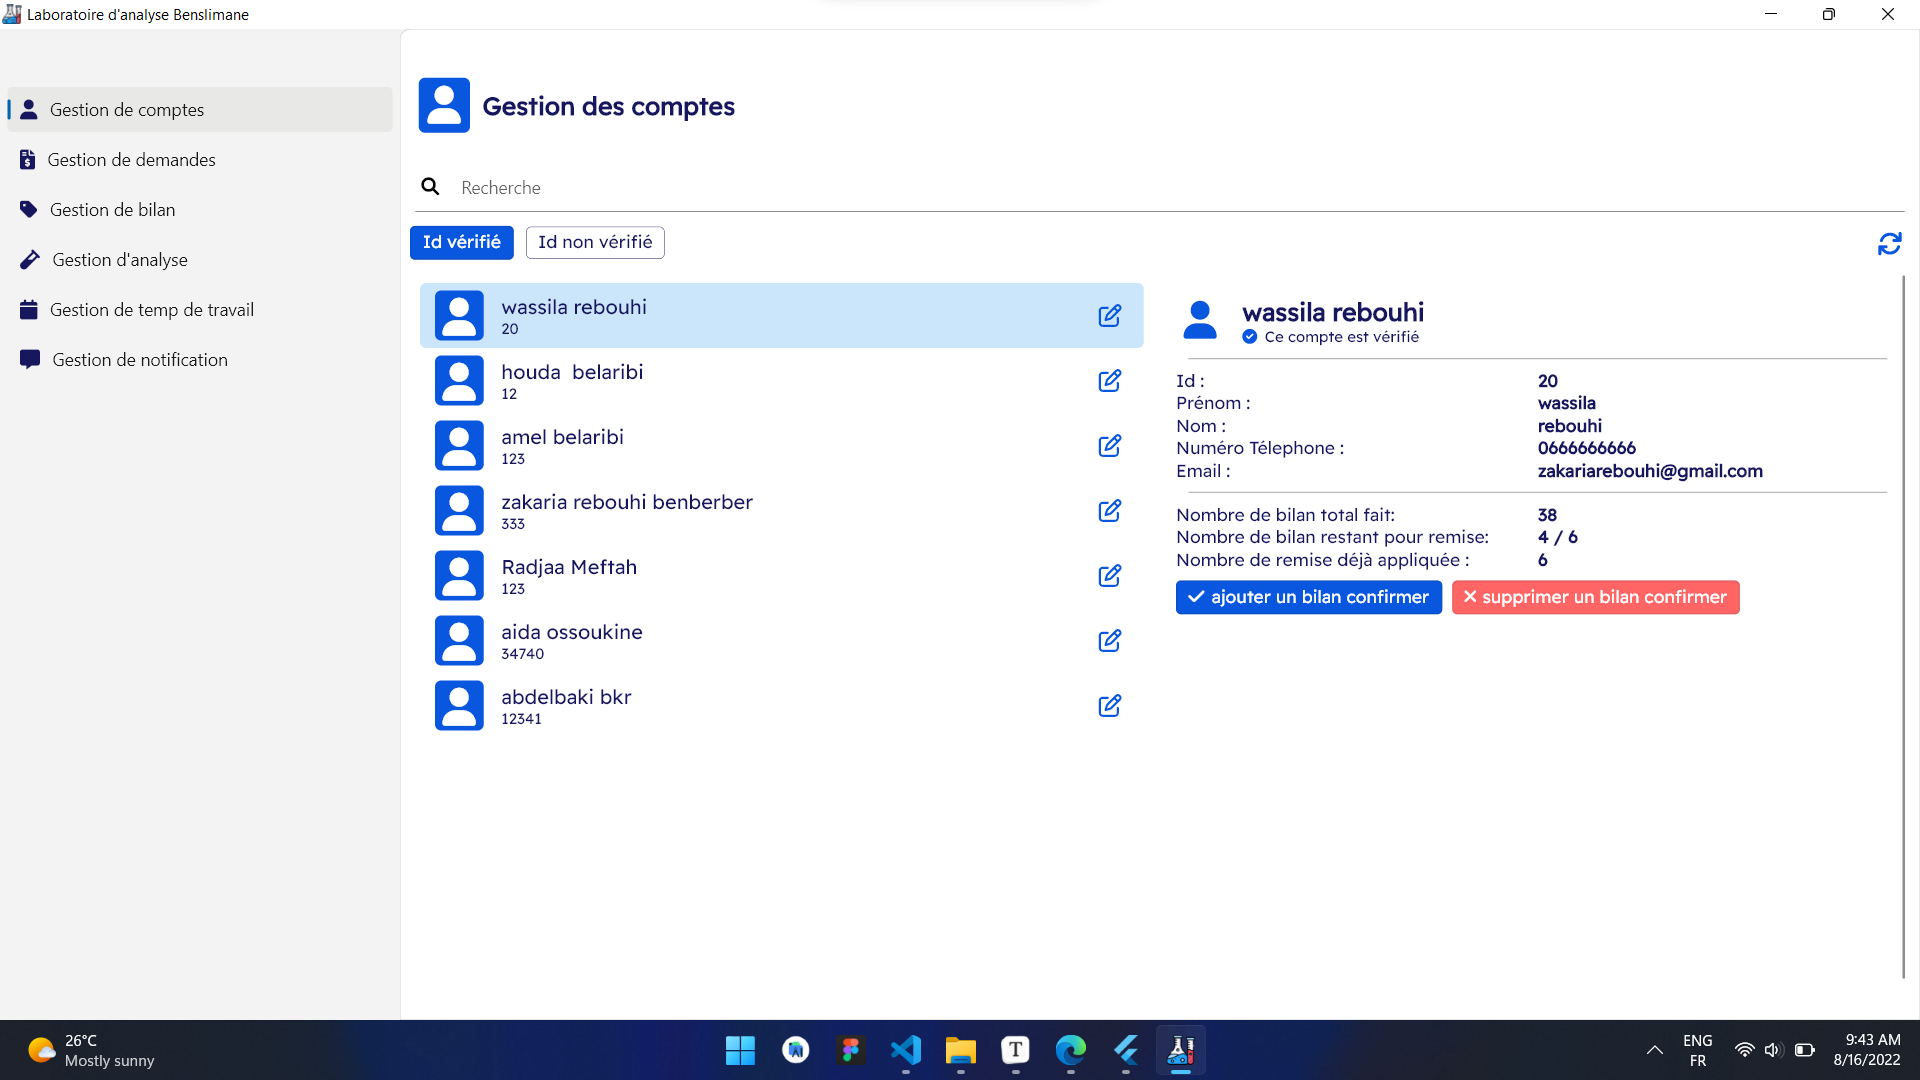 Laboratoire d'analyse Benslimane
Gestion de comptes
Gestion de demandes
Gestion de bilan
Gestion d'analyse
Gestion de temp de travail
Gestion de notification
Gestion des comptes
Recherche
Id vérifié
Id non vérifié
wassila rebouhi
20
houda  belaribi
12
amel belaribi
123
zakaria rebouhi benberber
333
Radjaa Meftah
123
aida ossoukine
34740
abdelbaki bkr
12341
wassila rebouhi
Ce compte est vérifié
Id : 20
Prénom : wassila
Nom : rebouhi
Numéro Télephone : 0666666666
Email : zakariarebouhi@gmail.com
Nombre de bilan total fait: 38
Nombre de bilan restant pour remise: 4 / 6
Nombre de remise déjà appliquée : 6
ajouter un bilan confirmer
supprimer un bilan confirmer
26°C
Mostly sunny
T
ENG
FR
9:43 AM
8/16/2022